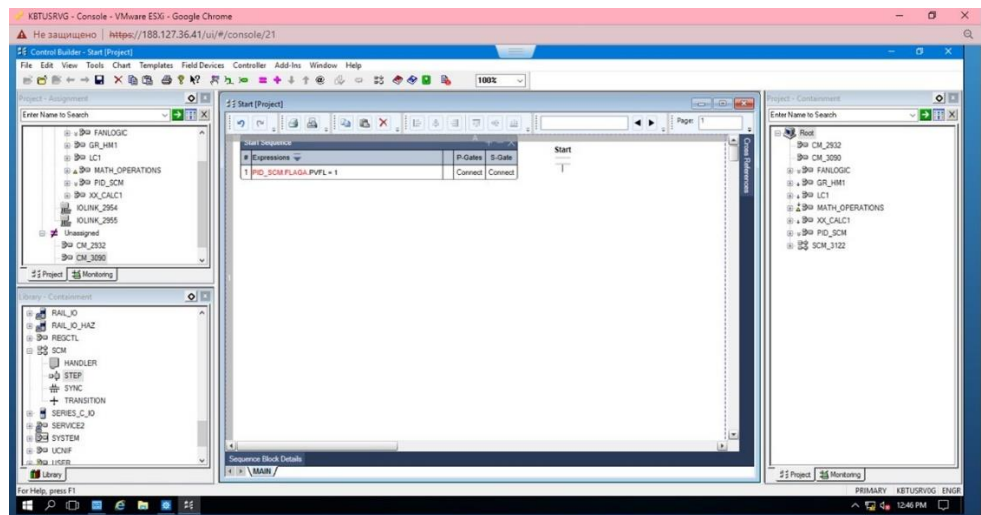 KBTUSRVG - Console - VMware ESXi - Google Chrome
Не защищено | https://188.127.36.41/ui/#/console/21
Control Builder - Start [Project]
File Edit View Tools Chart Templates Field Devices Controller Add-Ins Window Help
100%
Project - Assignment
Enter Name to Search
FANLOGIC
GR_HM1
LC1
MATH_OPERATIONS
PID_SCM
XX_CALC1
IOLINK_2954
IOLINK_2955
Unassigned
CM_2932
CM_3090
Project Monitoring
Library - Containment
RAIL_IO
RAIL_IO_HAZ
REGCTL
SCM
HANDLER
STEP
SYNC
TRANSITION
SERIES_C_IO
SERVICE2
SYSTEM
UCNIF
USER
Library
Start [Project]
Page: 1
Start Sequence
# Expressions P-Gates S-Gate
1 PID_SCM.FLAGA.PVFL = 1 Connect Connect
Start
Cross References
Sequence Block Details
MAIN
Project - Containment
Enter Name to Search
Root
CM_2932
CM_3090
FANLOGIC
GR_HM1
LC1
MATH_OPERATIONS
XX_CALC1
PID_SCM
SCM_3122
Project Monitoring
For Help, press F1
PRIMARY KBTUSRV0G ENGR
12:46 PM